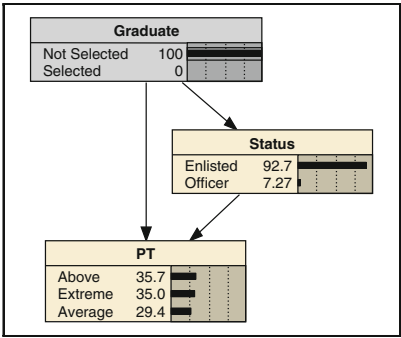 Graduate
Not Selected 100
Selected 0
Status
Enlisted 92.7
Officer 7.27
PT
Above 35.7
Extreme 35.0
Average 29.4